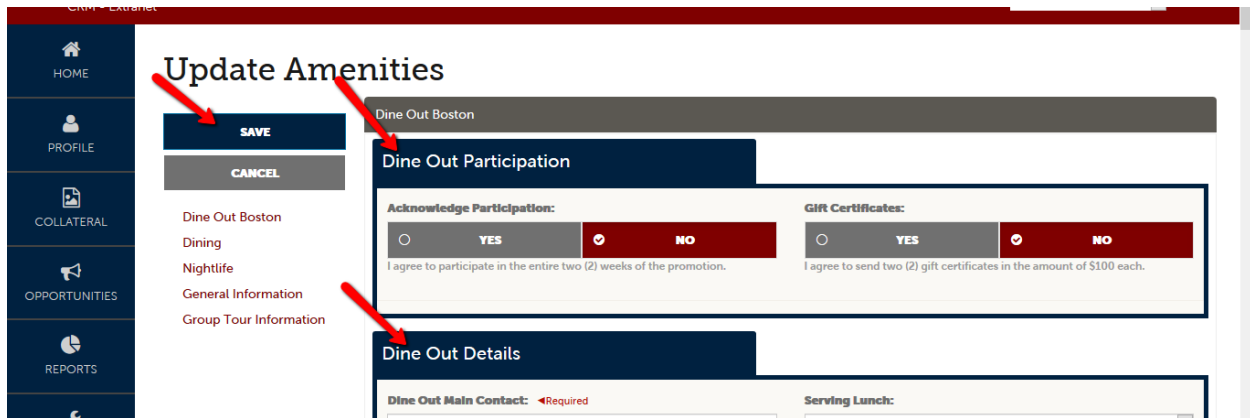 CRM - Extranet
HOME
PROFILE
COLLATERAL
OPPORTUNITIES
REPORTS
Update Amenities
SAVE
CANCEL
Dine Out Boston
Dining
Nightlife
General Information
Group Tour Information
Dine Out Boston
Dine Out Participation
Acknowledge Participation:
YES NO
I agree to participate in the entire two (2) weeks of the promotion.
Gift Certificates:
YES NO
I agree to send two (2) gift certificates in the amount of $100 each.
Dine Out Details
Dine Out Main Contact: ◄Required
Serving Lunch: